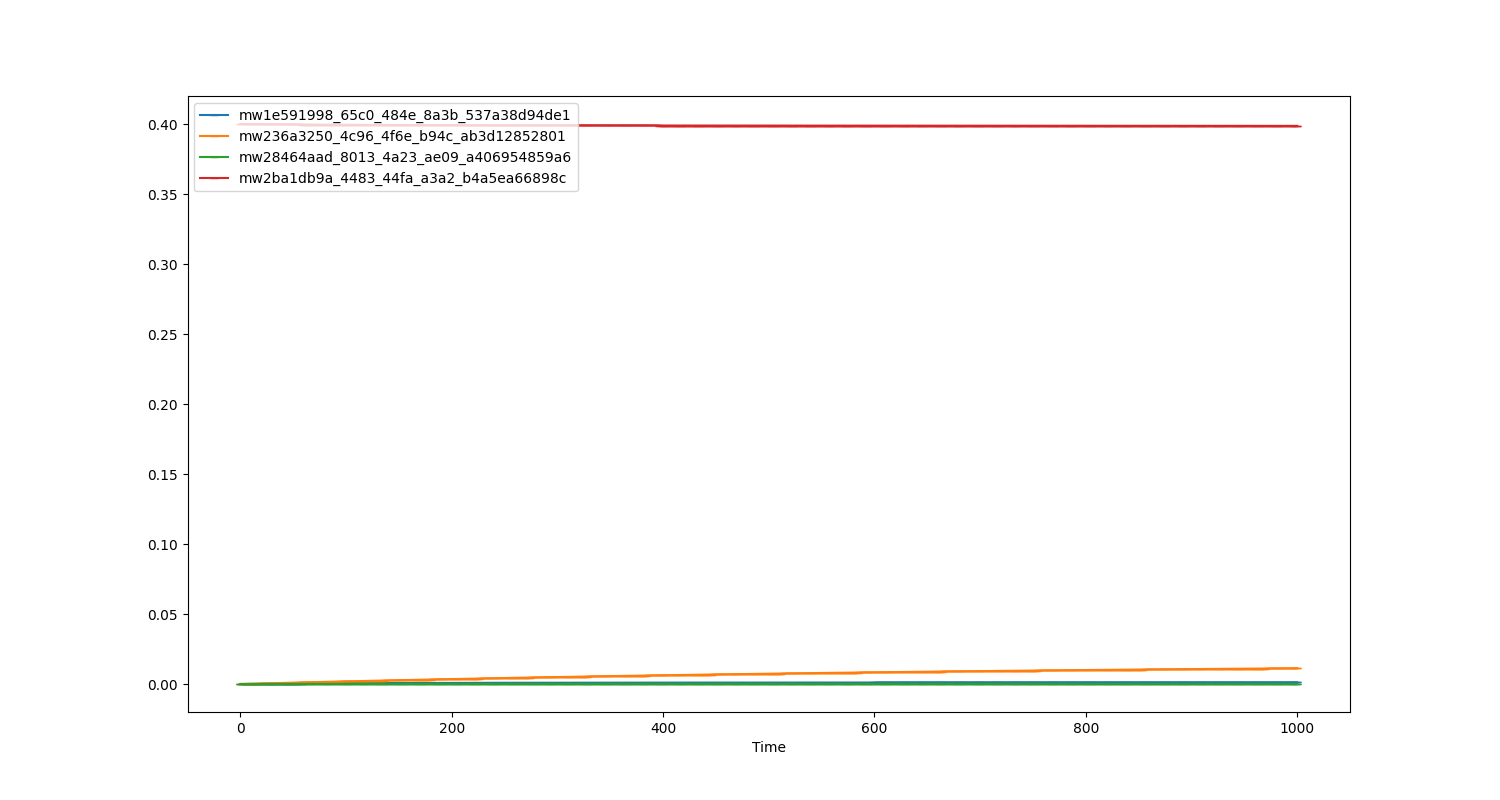 mw1e591998_65c0_484e_8a3b_537a38d94de1
mw236a3250_4c96_4f6e_b94c_ab3d12852801
mw28464aad_8013_4a23_ae09_a406954859a6
mw2ba1db9a_4483_44fa_a3a2_b4a5ea66898c
0.40
0.35
0.30
0.25
0.20
0.15
0.10
0.05
0.00
0 200 400 600 800 1000
Time